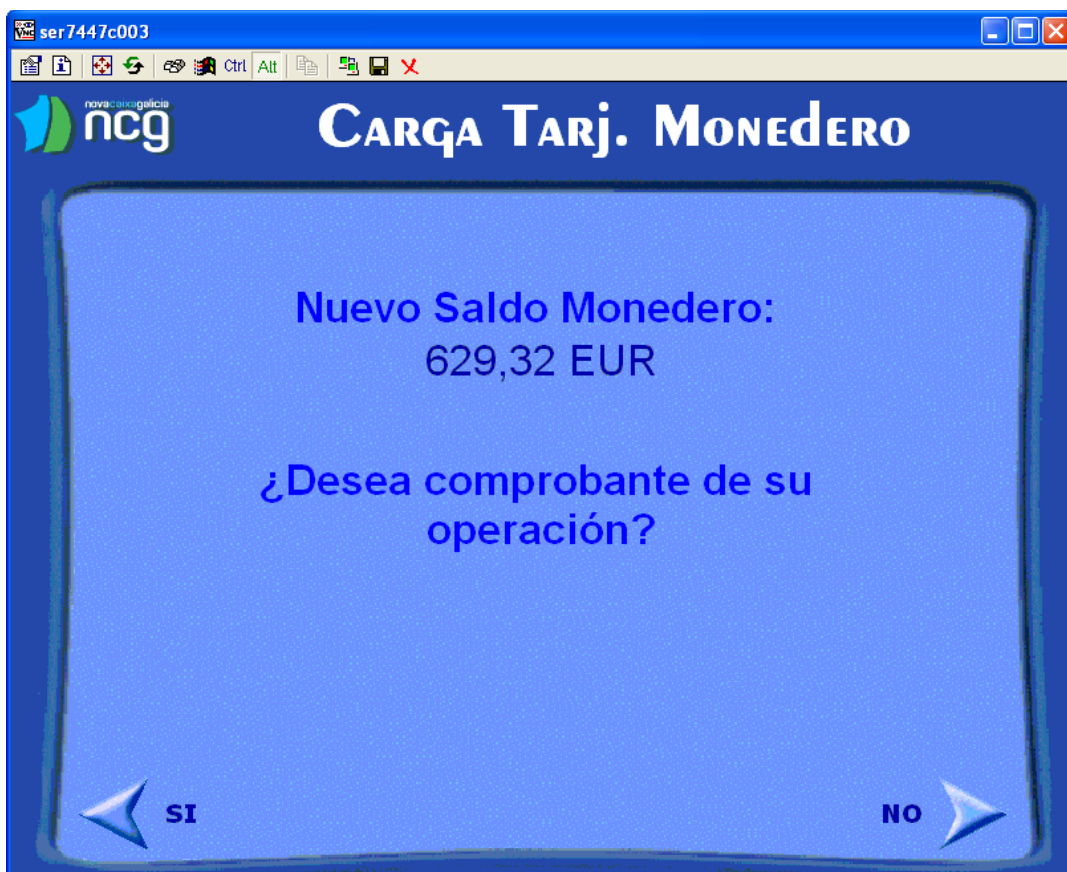 ser7447c003
Ctrl Alt
novacaixagalicia
ncg
Carga Tarj. Monedero
Nuevo Saldo Monedero:
629,32 EUR
¿Desea comprobante de su
operación?
SI
NO